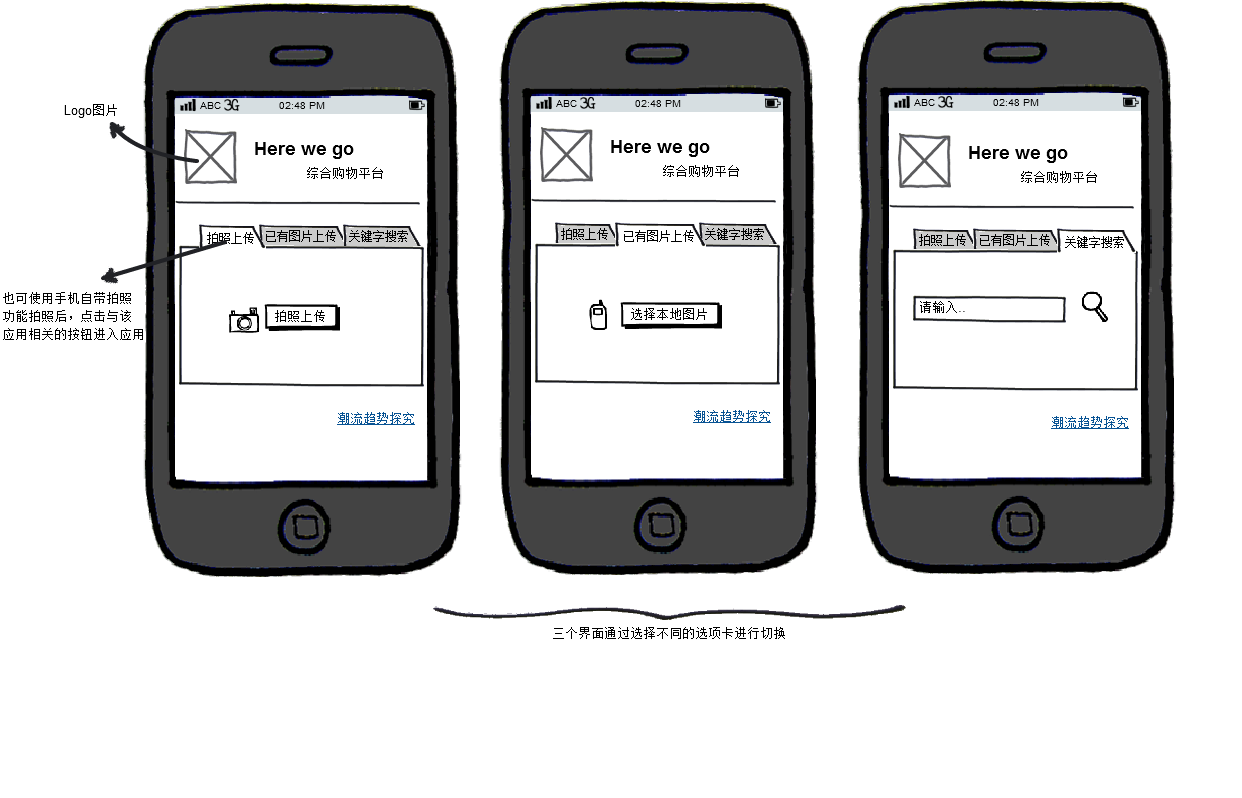 Logo图片
也可使用手机自带拍照
功能拍照后，点击与该
应用相关的按钮进入应用
ABC 3G 02:48 PM
Here we go
综合购物平台
拍照上传 已有图片上传 关键字搜索
拍照上传
潮流趋势探究
ABC 3G 02:48 PM
Here we go
综合购物平台
拍照上传 已有图片上传 关键字搜索
选择本地图片
潮流趋势探究
ABC 3G 02:48 PM
Here we go
综合购物平台
拍照上传 已有图片上传 关键字搜索
请输入..
潮流趋势探究
三个界面通过选择不同的选项卡进行切换